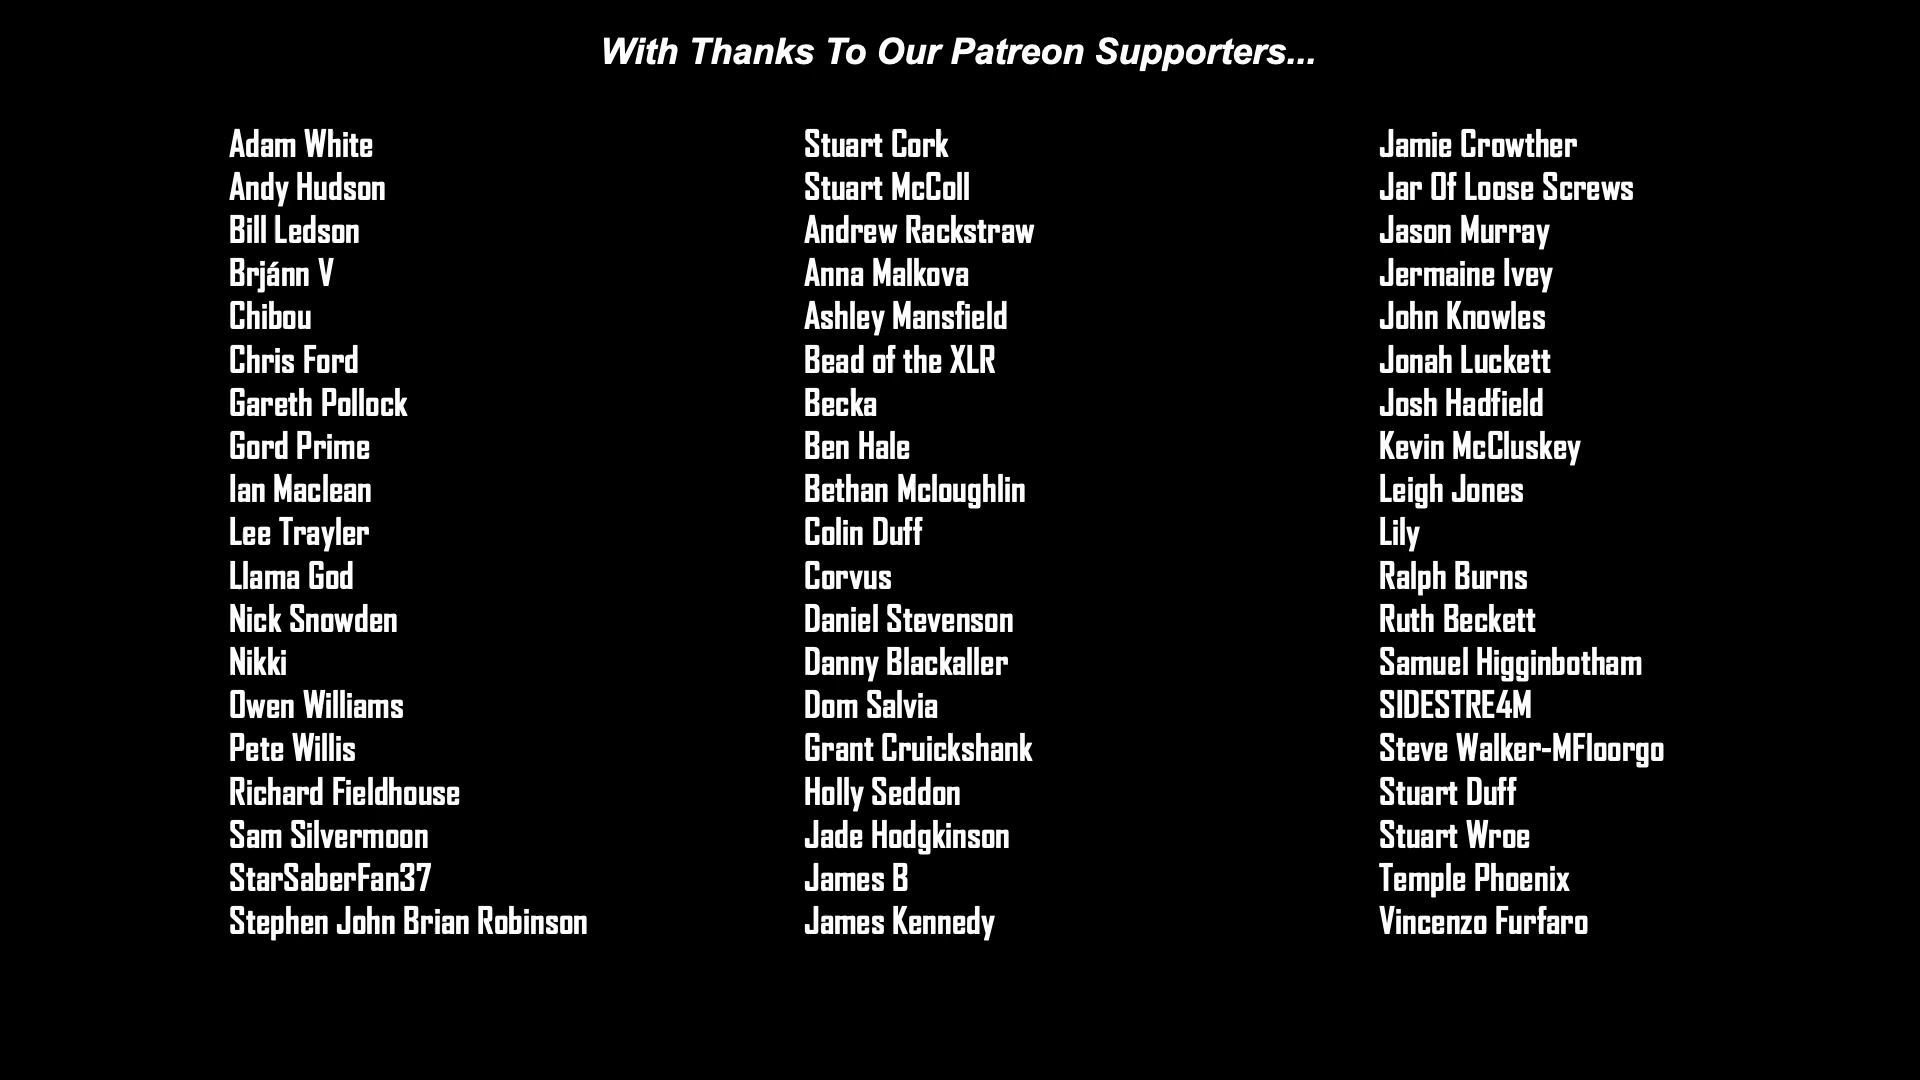 With Thanks To Our Patreon Supporters...
Adam White
Andy Hudson
Bill Ledson
Brjánn V
Chibou
Chris Ford
Gareth Pollock
Gord Prime
Ian Maclean
Lee Trayler
Llama God
Nick Snowden
Nikki
Owen Williams
Pete Willis
Richard Fieldhouse
Sam Silvermoon
StarSaberFan37
Stephen John Brian Robinson
Stuart Cork
Stuart McColl
Andrew Rackstraw
Anna Malkova
Ashley Mansfield
Bead of the XLR
Becka
Ben Hale
Bethan Mcloughlin
Colin Duff
Corvus
Daniel Stevenson
Danny Blackaller
Dom Salvia
Grant Cruickshank
Holly Seddon
Jade Hodgkinson
James B
James Kennedy
Jamie Crowther
Jar Of Loose Screws
Jason Murray
Jermaine Ivey
John Knowles
Jonah Luckett
Josh Hadfield
Kevin McCluskey
Leigh Jones
Lily
Ralph Burns
Ruth Beckett
Samuel Higginbotham
SIDESTRE4M
Steve Walker-MFloorgo
Stuart Duff
Stuart Wroe
Temple Phoenix
Vincenzo Furfaro